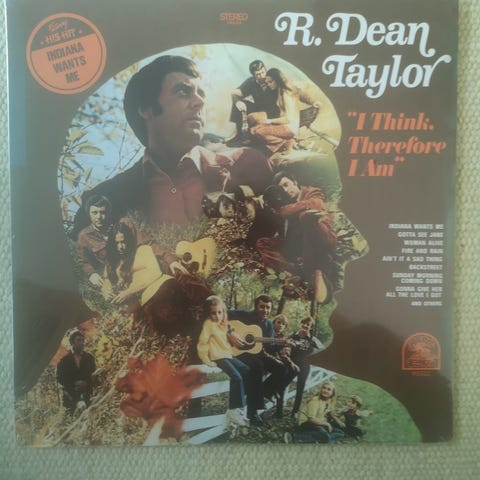 HIS HIT
INDIANA
WANTS
ME
STEREO
R. Dean
Taylor
"I Think,
Therefore
I Am"
INDIANA WANTS ME
GOTTA SEE JANE
WOMAN ALIVE
FIRE AND RAIN
AIN'T IT A SAD THING
BACKSTREET
SUNDAY MORNING
COMING DOWN
GONNA GIVE HER
ALL THE LOVE I GOT
AND OTHERS